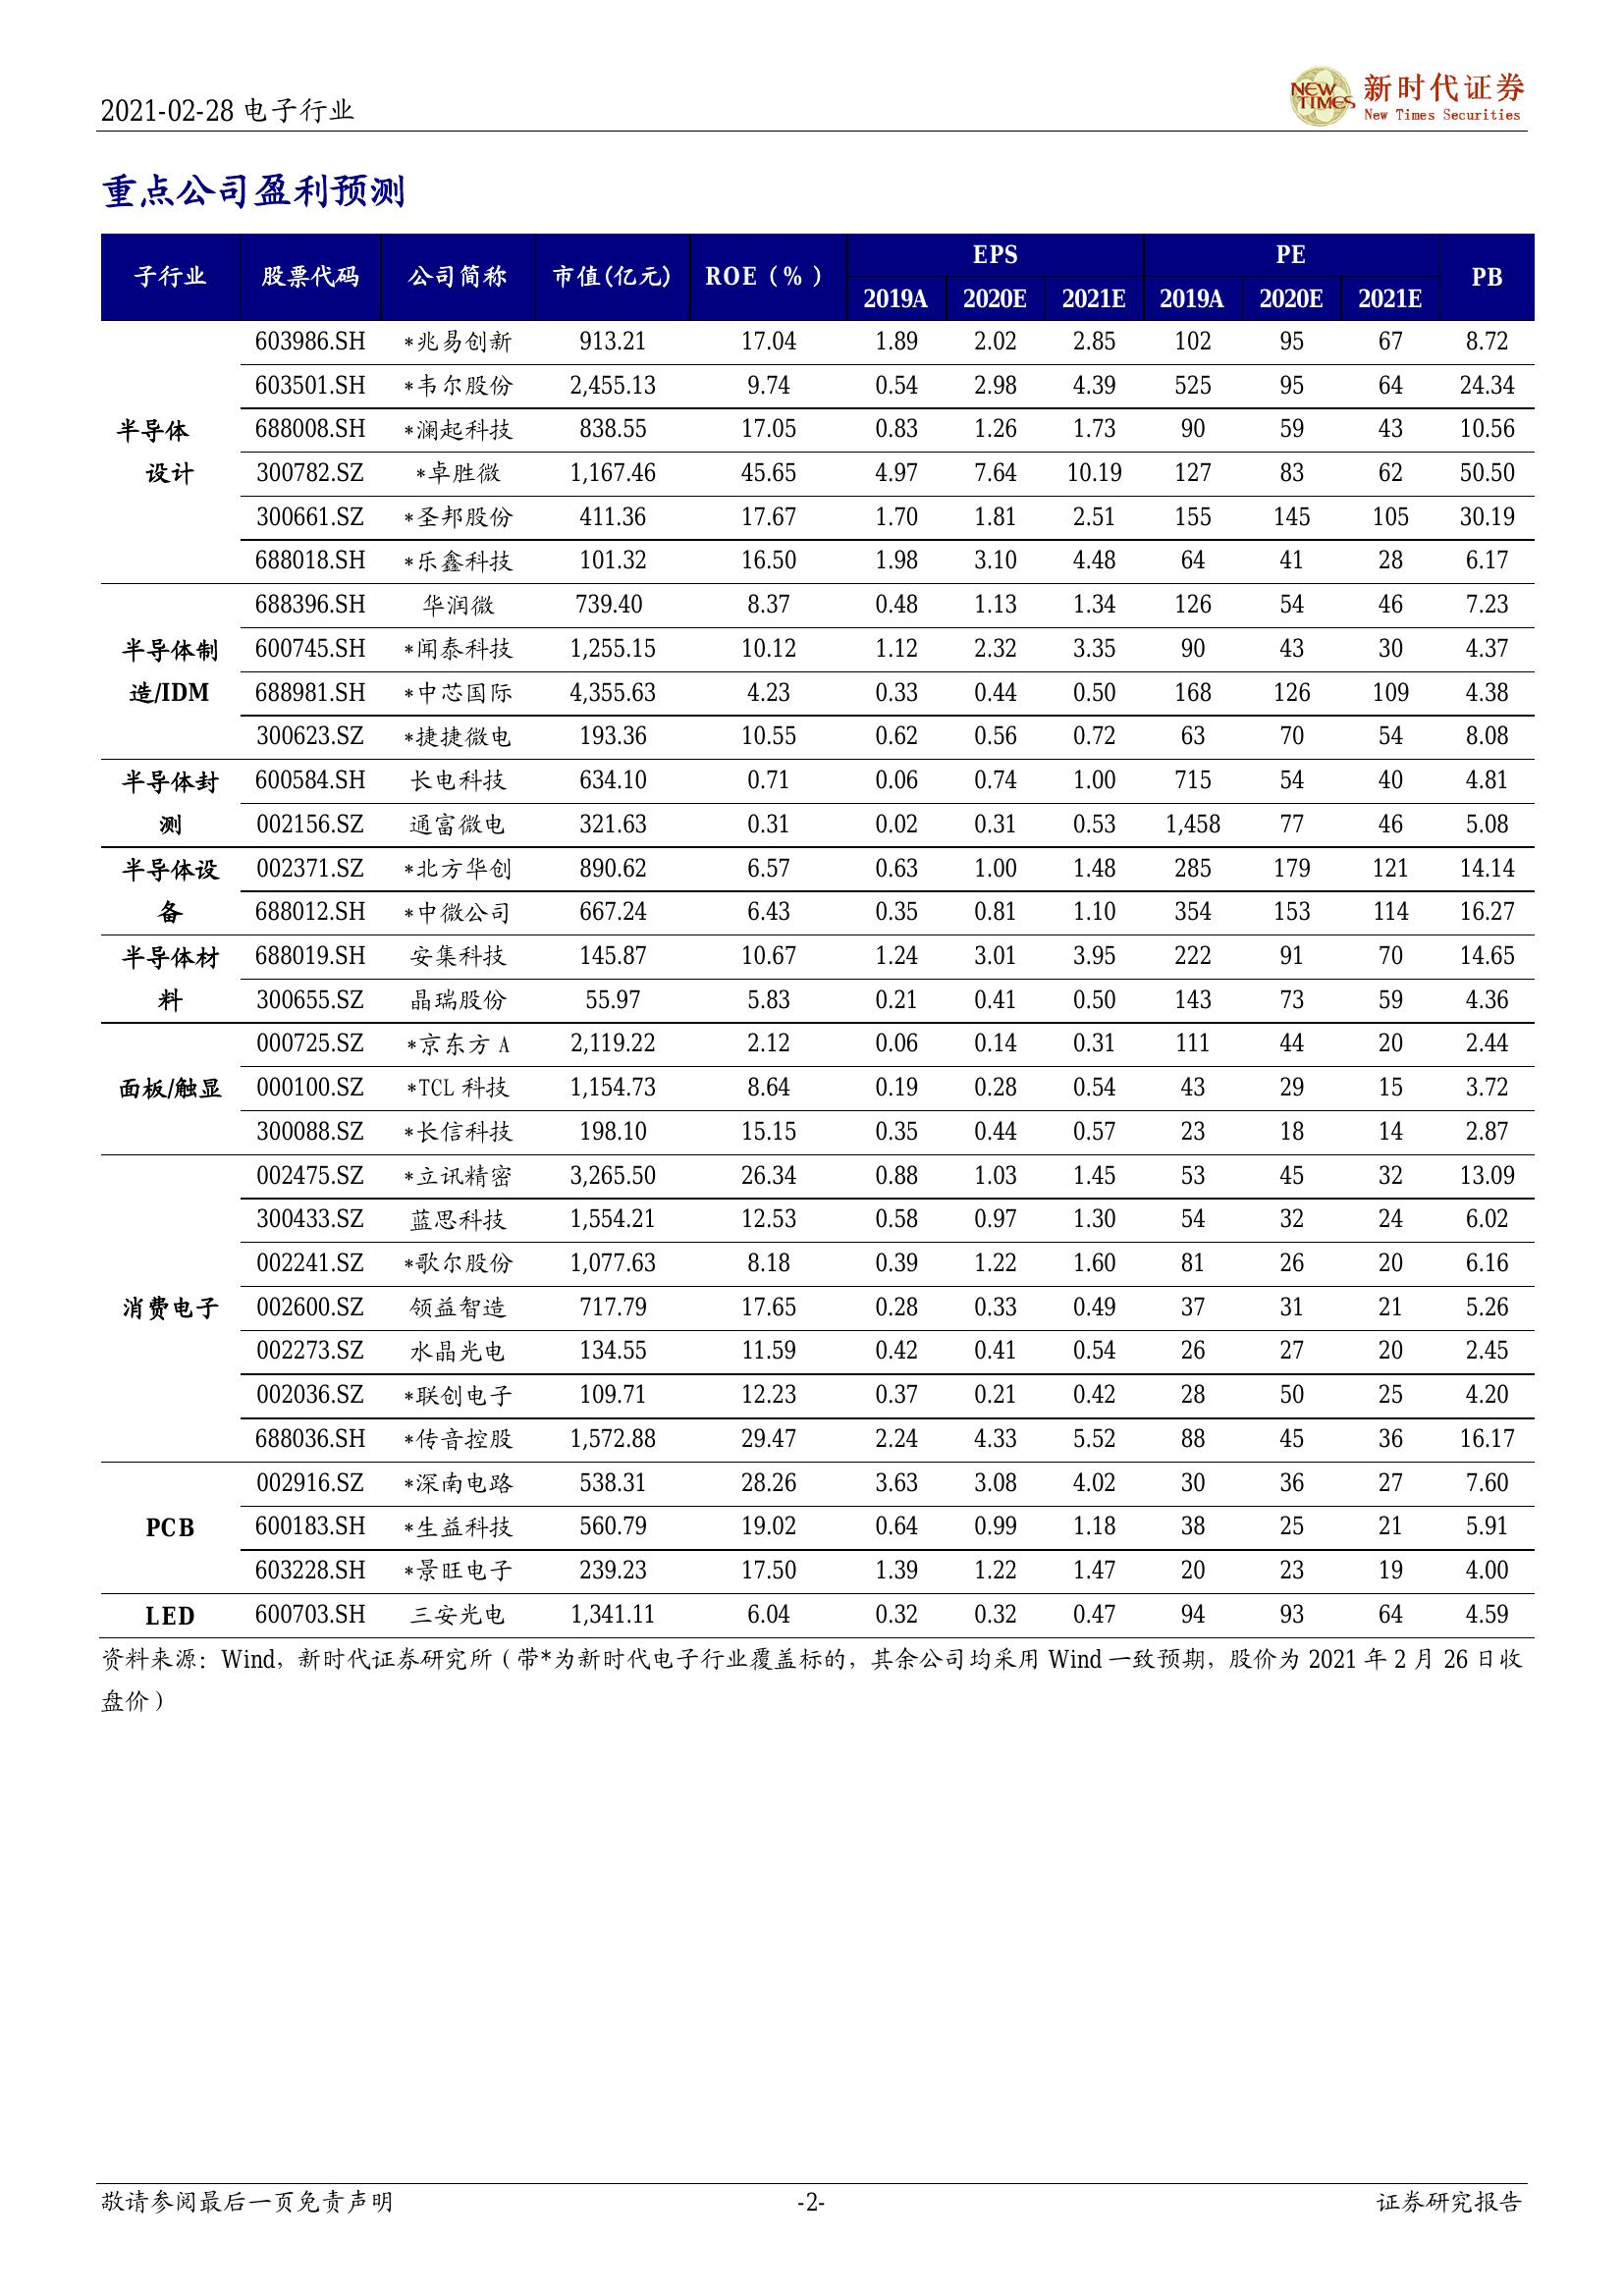 2021-02-28 电子行业
NEW TIMES 新时代证券
New Times Securities
重点公司盈利预测
子行业 股票代码 公司简称 市值(亿元) ROE（%） EPS PE PB
2019A 2020E 2021E 2019A 2020E 2021E
半导体设计
603986.SH *兆易创新 913.21 17.04 1.89 2.02 2.85 102 95 67 8.72
603501.SH *韦尔股份 2,455.13 9.74 0.54 2.98 4.39 525 95 64 24.34
688008.SH *澜起科技 838.55 17.05 0.83 1.26 1.73 90 59 43 10.56
300782.SZ *卓胜微 1,167.46 45.65 4.97 7.64 10.19 127 83 62 50.50
300661.SZ *圣邦股份 411.36 17.67 1.70 1.81 2.51 155 145 105 30.19
688018.SH *乐鑫科技 101.32 16.50 1.98 3.10 4.48 64 41 28 6.17
半导体制造/IDM
688396.SH 华润微 739.40 8.37 0.48 1.13 1.34 126 54 46 7.23
600745.SH *闻泰科技 1,255.15 10.12 1.12 2.32 3.35 90 43 30 4.37
688981.SH *中芯国际 4,355.63 4.23 0.33 0.44 0.50 168 126 109 4.38
300623.SZ *捷捷微电 193.36 10.55 0.62 0.56 0.72 63 70 54 8.08
半导体封测
600584.SH 长电科技 634.10 0.71 0.06 0.74 1.00 715 54 40 4.81
002156.SZ 通富微电 321.63 0.31 0.02 0.31 0.53 1,458 77 46 5.08
半导体设备
002371.SZ *北方华创 890.62 6.57 0.63 1.00 1.48 285 179 121 14.14
688012.SH *中微公司 667.24 6.43 0.35 0.81 1.10 354 153 114 16.27
半导体材料
688019.SH 安集科技 145.87 10.67 1.24 3.01 3.95 222 91 70 14.65
300655.SZ 晶瑞股份 55.97 5.83 0.21 0.41 0.50 143 73 59 4.36
面板/触显
000725.SZ *京东方 A 2,119.22 2.12 0.06 0.14 0.31 111 44 20 2.44
000100.SZ *TCL 科技 1,154.73 8.64 0.19 0.28 0.54 43 29 15 3.72
300088.SZ *长信科技 198.10 15.15 0.35 0.44 0.57 23 18 14 2.87
消费电子
002475.SZ *立讯精密 3,265.50 26.34 0.88 1.03 1.45 53 45 32 13.09
300433.SZ 蓝思科技 1,554.21 12.53 0.58 0.97 1.30 54 32 24 6.02
002241.SZ *歌尔股份 1,077.63 8.18 0.39 1.22 1.60 81 26 20 6.16
002600.SZ 领益智造 717.79 17.65 0.28 0.33 0.49 37 31 21 5.26
002273.SZ 水晶光电 134.55 11.59 0.42 0.41 0.54 26 27 20 2.45
002036.SZ *联创电子 109.71 12.23 0.37 0.21 0.42 28 50 25 4.20
688036.SH *传音控股 1,572.88 29.47 2.24 4.33 5.52 88 45 36 16.17
PCB
002916.SZ *深南电路 538.31 28.26 3.63 3.08 4.02 30 36 27 7.60
600183.SH *生益科技 560.79 19.02 0.64 0.99 1.18 38 25 21 5.91
603228.SH *景旺电子 239.23 17.50 1.39 1.22 1.47 20 23 19 4.00
LED 600703.SH 三安光电 1,341.11 6.04 0.32 0.32 0.47 94 93 64 4.59
资料来源：Wind，新时代证券研究所（带*为新时代电子行业覆盖标的，其余公司均采用 Wind 一致预期，股价为 2021 年 2 月 26 日收
盘价）
敬请参阅最后一页免责声明 -2- 证券研究报告